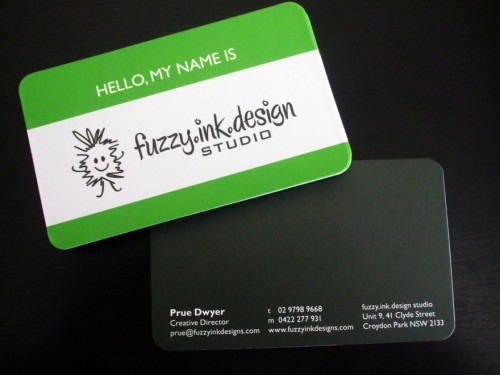 HELLO, MY NAME IS
fuzzy.ink.design
STUDIO
Prue Dwyer
Creative Director
prue@fuzzyinkdesigns.com
t 02 9798 9668
m 0422 277 931
www.fuzzyinkdesigns.com
fuzzy.ink.design studio
Unit 9, 41 Clyde Street
Croydon Park NSW 2133